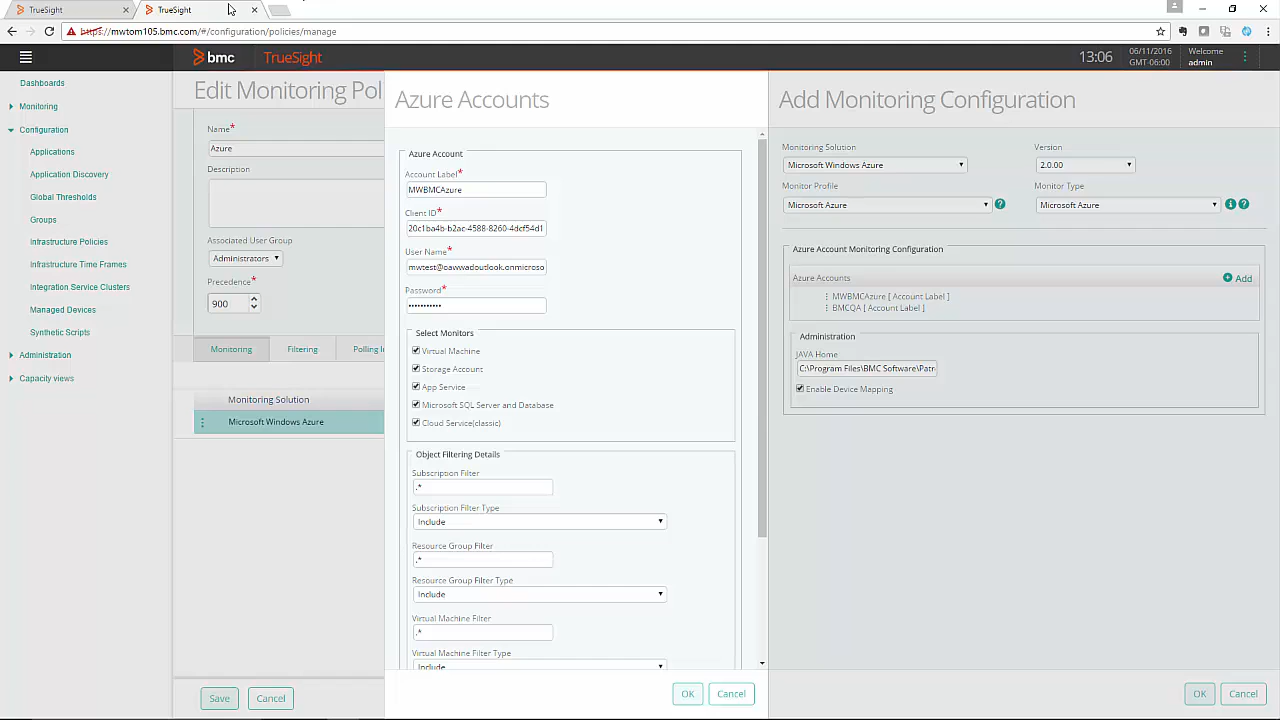 TrueSight
TrueSight
https://mwtom105.bmc.com/#/configuration/policies/manage
bmc TrueSight
13:06
06/11/2016
GMT-06:00
Welcome
admin
Dashboards
Monitoring
Configuration
Applications
Application Discovery
Global Thresholds
Groups
Infrastructure Policies
Infrastructure Time Frames
Integration Service Clusters
Managed Devices
Synthetic Scripts
Administration
Capacity views
Edit Monitoring Pol
Name*
Azure
Description
Associated User Group
Administrators
Precedence*
900
Monitoring
Filtering
Polling I
Monitoring Solution
Microsoft Windows Azure
Save
Cancel
Azure Accounts
Azure Account
Account Label*
MWBMCAzure
Client ID*
20c1ba4b-b2ac-4588-8260-4dcf54d1
User Name*
mwtest@oawwadoutlook.onmicroso
Password*
•••••••••••
Select Monitors
Virtual Machine
Storage Account
App Service
Microsoft SQL Server and Database
Cloud Service(classic)
Object Filtering Details
Subscription Filter
.*
Subscription Filter Type
Include
Resource Group Filter
.*
Resource Group Filter Type
Include
Virtual Machine Filter
.*
Virtual Machine Filter Type
Include
OK
Cancel
Add Monitoring Configuration
Monitoring Solution
Microsoft Windows Azure
Version
2.0.00
Monitor Profile
Microsoft Azure
Monitor Type
Microsoft Azure
Azure Account Monitoring Configuration
Azure Accounts
Add
MWBMCAzure [ Account Label ]
BMCQA [ Account Label ]
Administration
JAVA Home
C:\Program Files\BMC Software\Patr
Enable Device Mapping
OK
Cancel